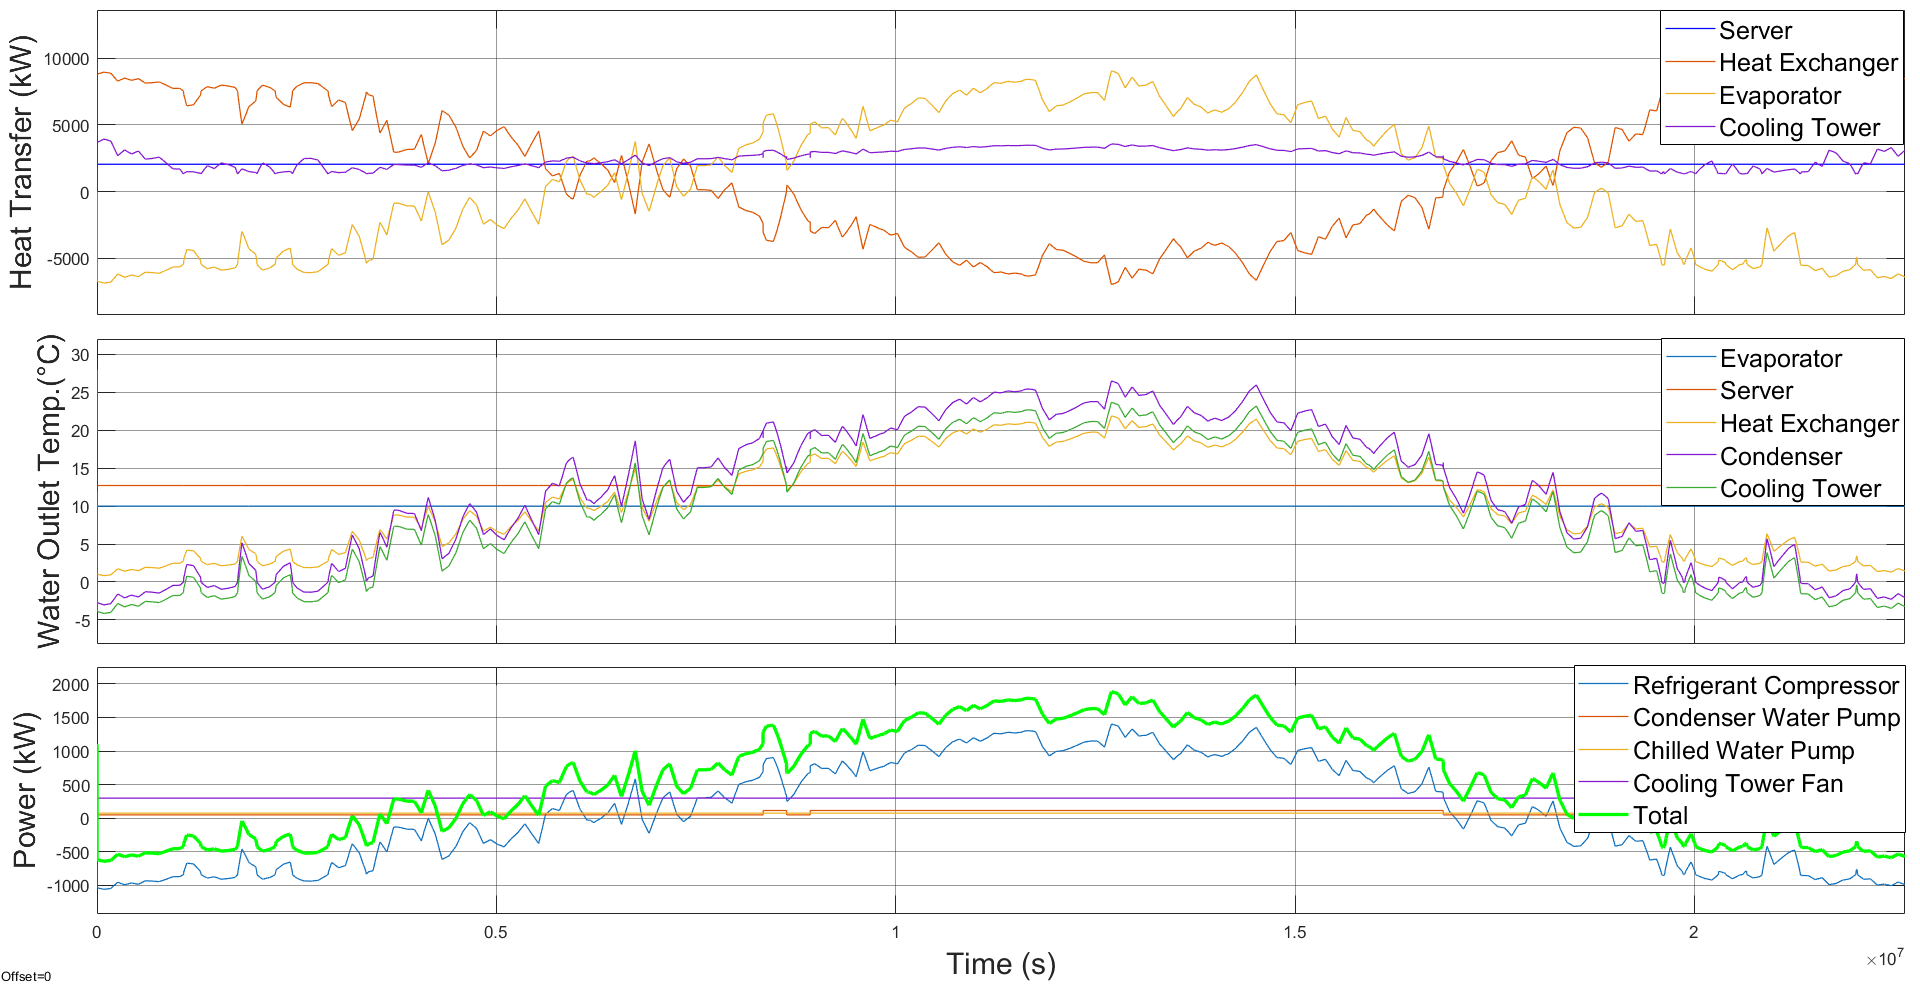 Heat Transfer (kW)
10000
5000
0
-5000
Server
Heat Exchanger
Evaporator
Cooling Tower
Water Outlet Temp.(°C)
30
25
20
15
10
5
0
-5
Evaporator
Server
Heat Exchanger
Condenser
Cooling Tower
Power (kW)
2000
1500
1000
500
0
-500
-1000
Refrigerant Compressor
Condenser Water Pump
Chilled Water Pump
Cooling Tower Fan
Total
0
0.5
1
1.5
2
×10⁷
Time (s)
Offset=0